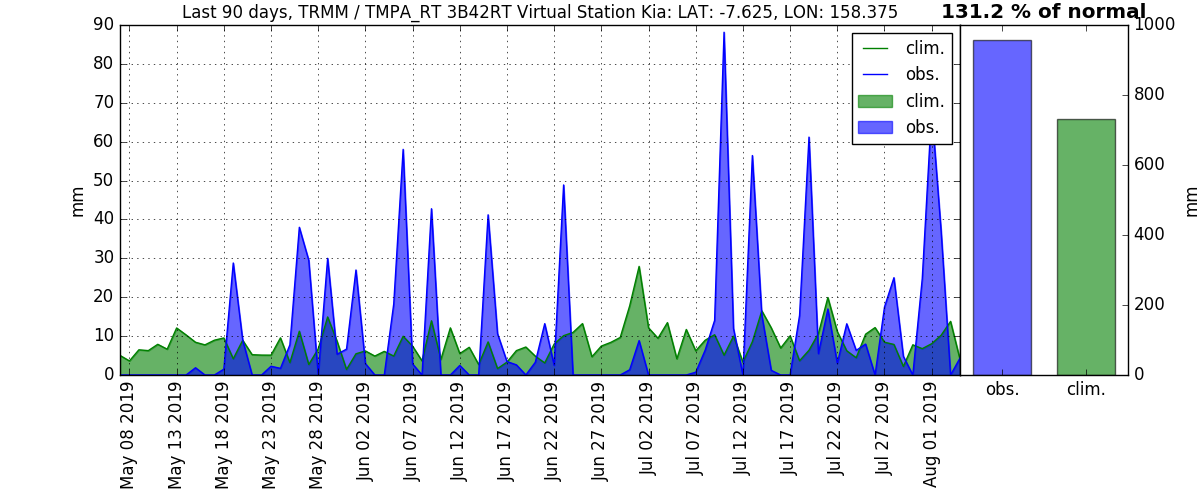 Last 90 days, TRMM / TMPA_RT 3B42RT Virtual Station Kia: LAT: -7.625, LON: 158.375
131.2 % of normal
90
80
70
60
50
40
30
20
10
0
mm
clim.
obs.
clim.
obs.
1000
800
600
400
200
0
mm
obs.
clim.
May 08 2019
May 13 2019
May 18 2019
May 23 2019
May 28 2019
Jun 02 2019
Jun 07 2019
Jun 12 2019
Jun 17 2019
Jun 22 2019
Jun 27 2019
Jul 02 2019
Jul 07 2019
Jul 12 2019
Jul 17 2019
Jul 22 2019
Jul 27 2019
Aug 01 2019